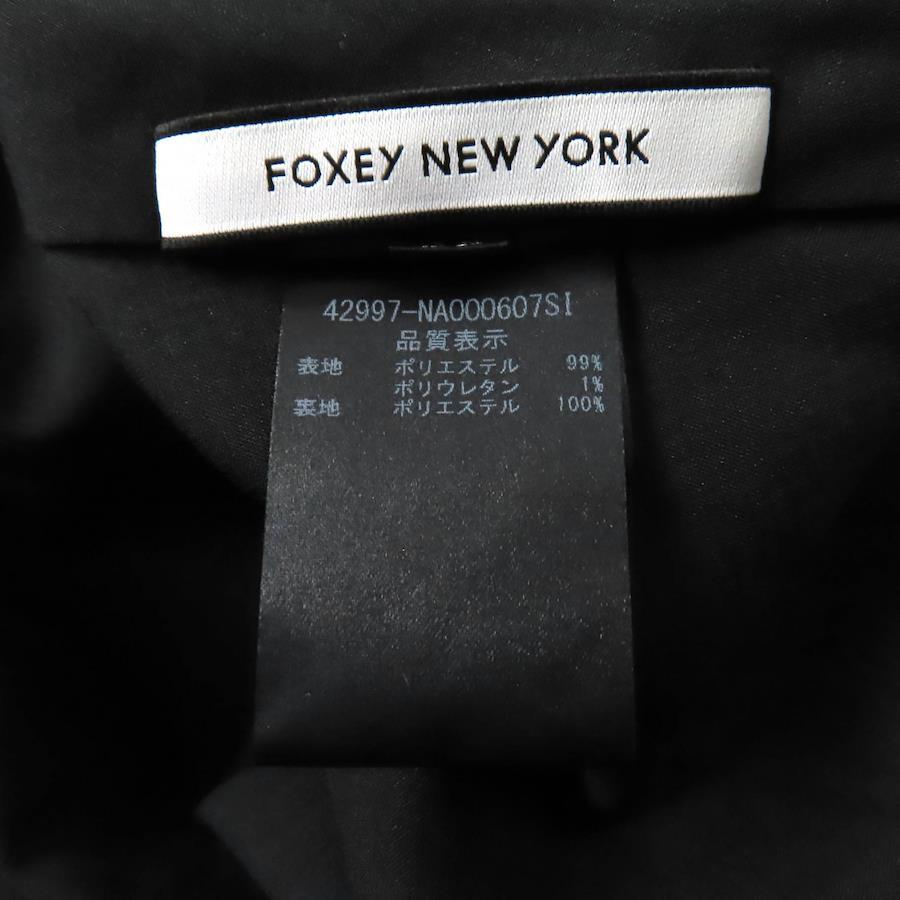 FOXEY NEW YORK
42997-NA000607SI
品質表示
表地 ポリエステル 99%
ポリウレタン 1%
裏地 ポリエステル 100%